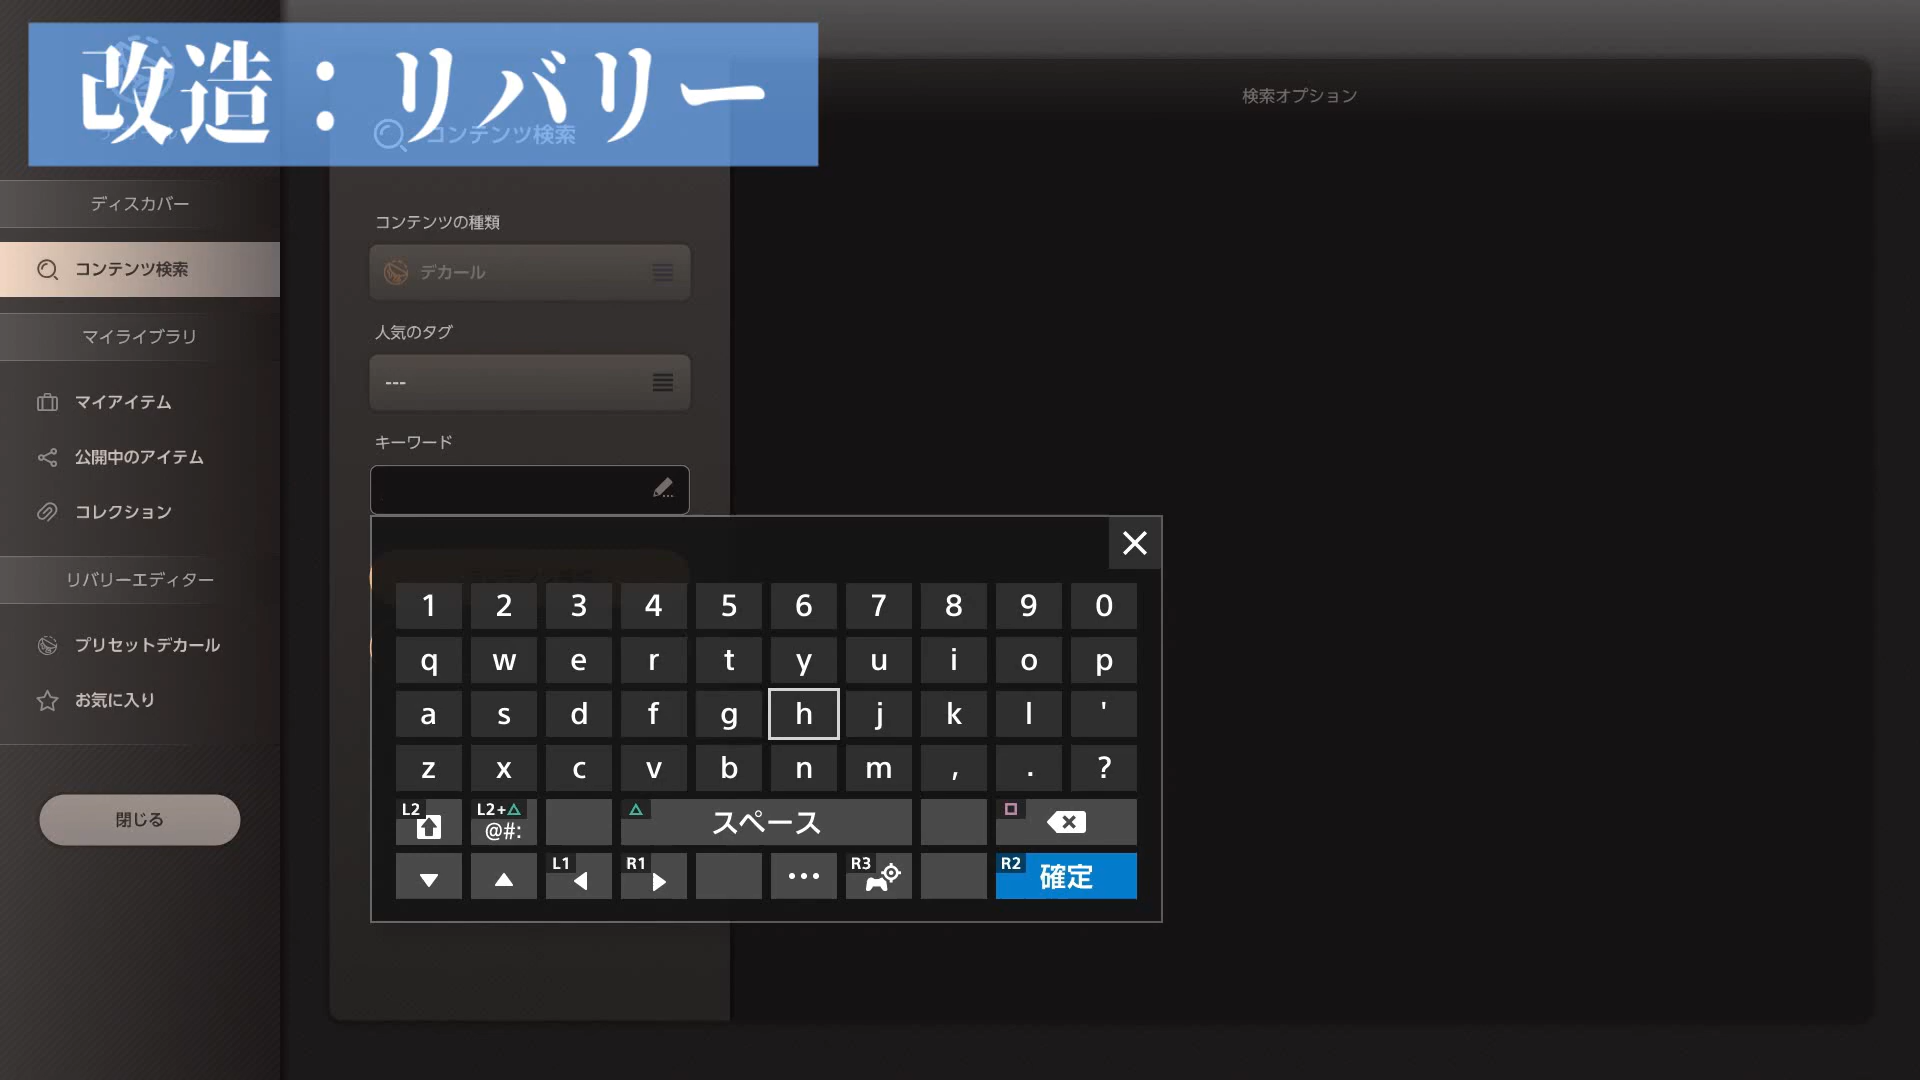 改造：リバリー
コンテンツ検索
検索オプション
ディスカバー
コンテンツ検索
マイライブラリ
マイアイテム
公開中のアイテム
コレクション
リバリーエディター
プリセットデカール
お気に入り
閉じる
コンテンツの種類
デカール
人気のタグ
---
キーワード
1 2 3 4 5 6 7 8 9 0
q w e r t y u i o p
a s d f g h j k l '
z x c v b n m , . ?
L2 L2+△ @#: △ スペース
L1 R1 ... R3 R2 確定